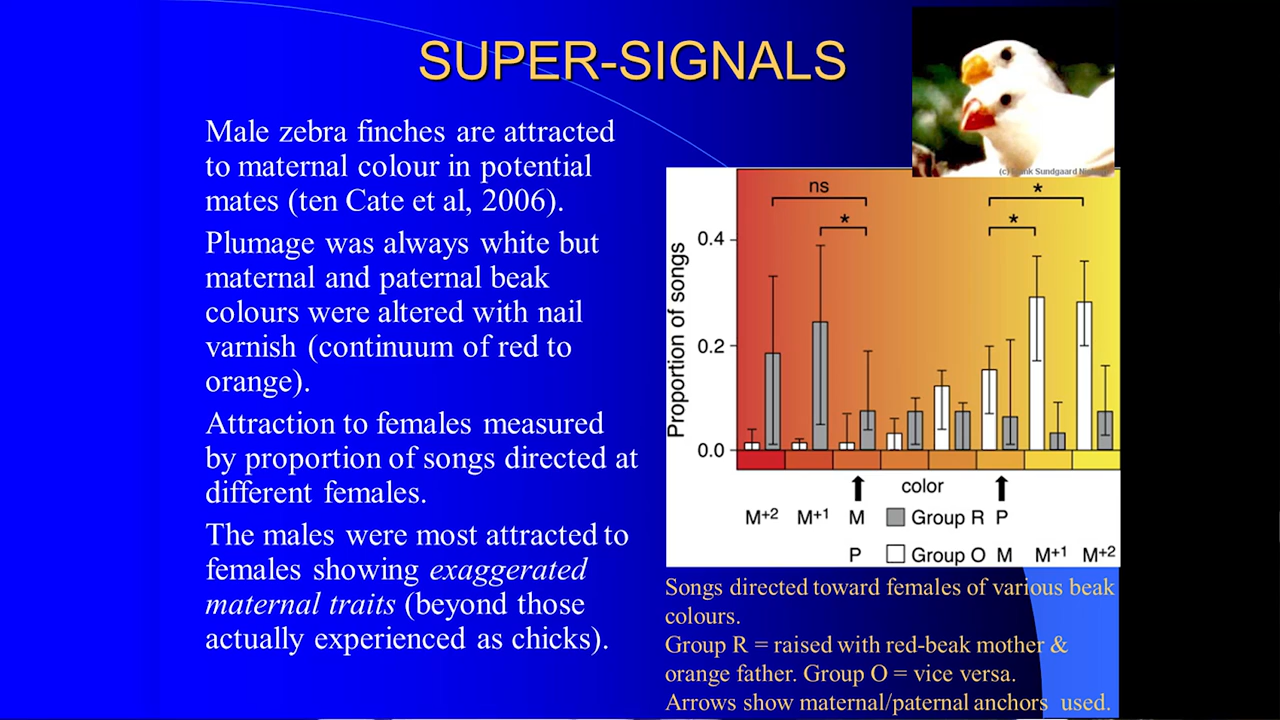 SUPER-SIGNALS
Male zebra finches are attracted
to maternal colour in potential
mates (ten Cate et al, 2006).
Plumage was always white but
maternal and paternal beak
colours were altered with nail
varnish (continuum of red to
orange).
Attraction to females measured
by proportion of songs directed at
different females.
The males were most attracted to
females showing exaggerated
maternal traits (beyond those
actually experienced as chicks).
(c) Sundgaard
ns
*
*
*
*
Proportion of songs
0.4
0.2
0.0
color
M+2 M+1 M Group R P
P Group O M M+1 M+2
Songs directed toward females of various beak
colours.
Group R = raised with red-beak mother &
orange father. Group O = vice versa.
Arrows show maternal/paternal anchors used.